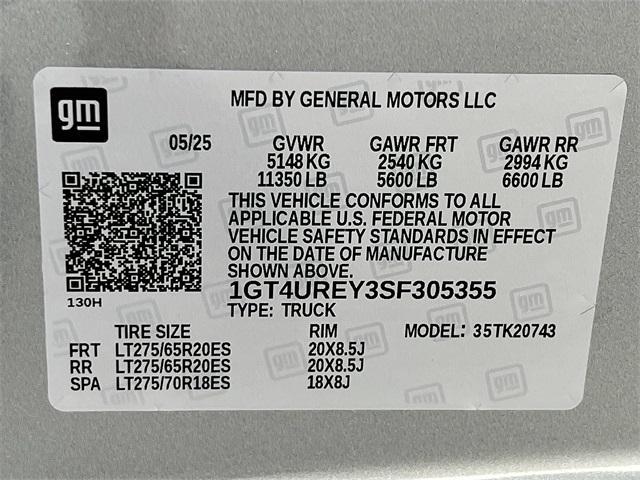 gm
MFD BY GENERAL MOTORS LLC
05/25 GVWR GAWR FRT GAWR RR
5148 KG 2540 KG 2994 KG
11350 LB 5600 LB 6600 LB
THIS VEHICLE CONFORMS TO ALL
APPLICABLE U.S. FEDERAL MOTOR
VEHICLE SAFETY STANDARDS IN EFFECT
ON THE DATE OF MANUFACTURE
SHOWN ABOVE.
1GT4UREY3SF305355
130H
TYPE: TRUCK
TIRE SIZE RIM MODEL: 35TK20743
FRT LT275/65R20ES 20X8.5J
RR LT275/65R20ES 20X8.5J
SPA LT275/70R18ES 18X8J